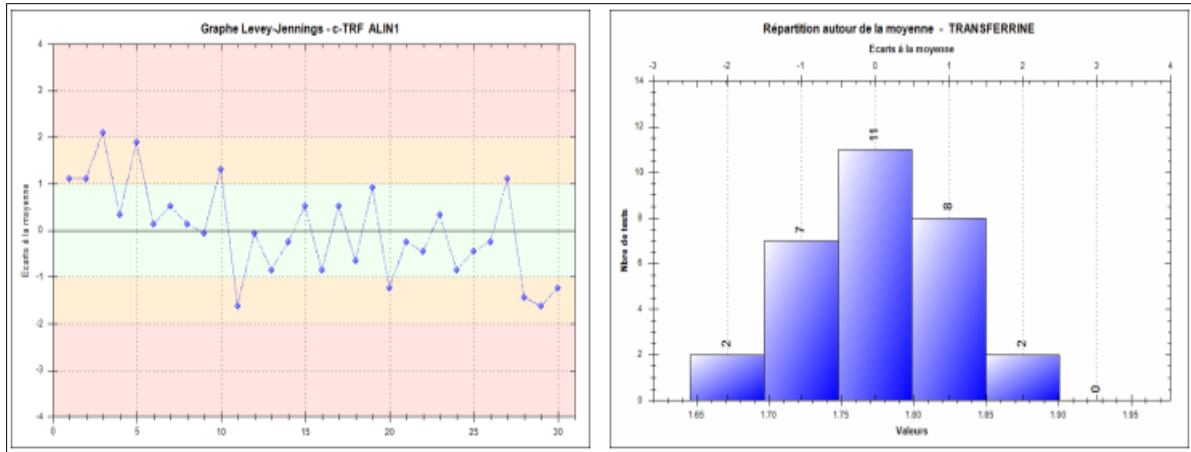 Graphe Levey-Jennings - c-TRF ALIN1
Ecarts à la moyenne
4
3
2
1
0
-1
-2
-3
-4
0 5 10 15 20 25 30
Répartition autour de la moyenne - TRANSFERRINE
Ecarts à la moyenne
-3 -2 -1 0 1 2 3 4
Nbre de tests
14
12
10
8
6
4
2
0
2 7 11 8 2 0
1.65 1.70 1.75 1.80 1.85 1.90 1.95
Valeurs